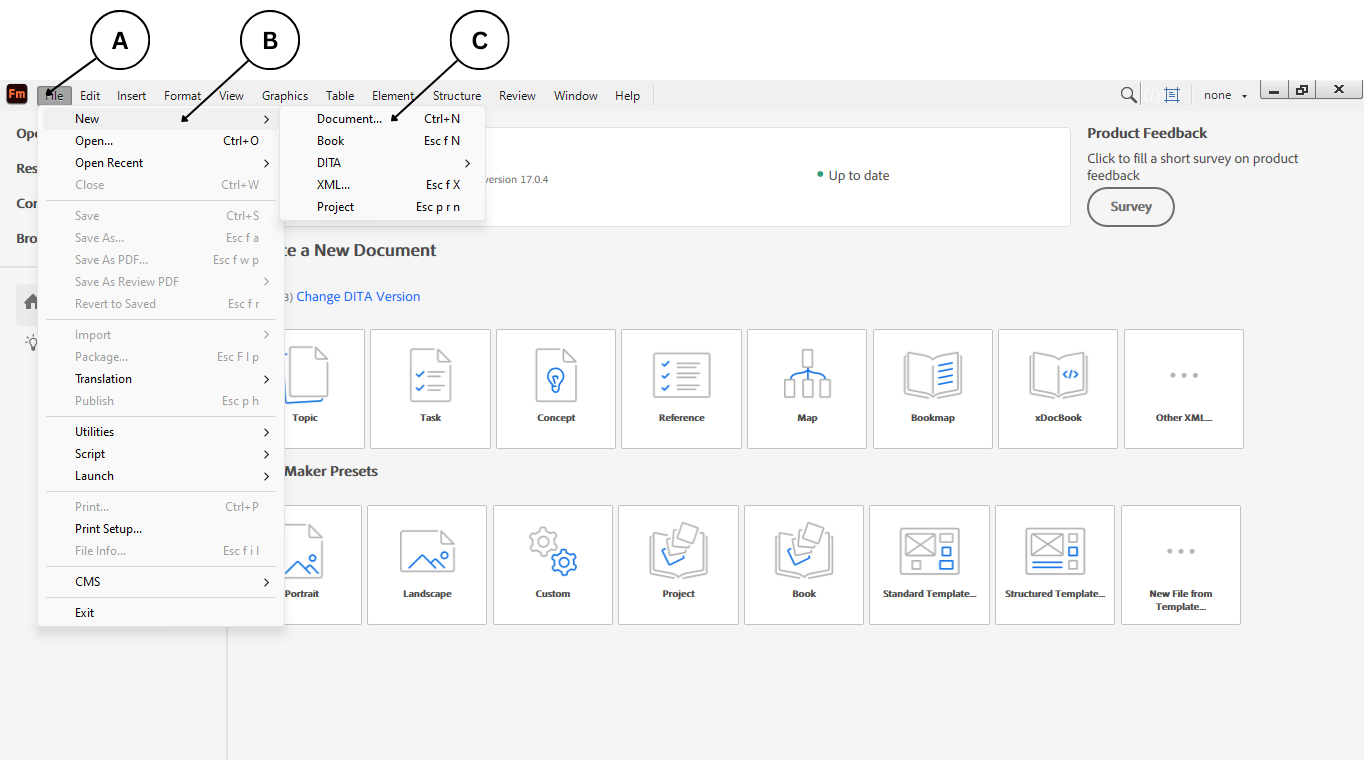 A
B
C
Fm
File Edit Insert Format View Graphics Table Element Structure Review Window Help
none
New
Open... Ctrl+O
Open Recent
Close Ctrl+W
Save Ctrl+S
Save As... Esc f a
Save As PDF... Esc f w p
Save As Review PDF
Revert to Saved Esc f r
Import
Package... Esc F l p
Translation
Publish Esc p h
Utilities
Script
Launch
Print... Ctrl+P
Print Setup...
File Info... Esc f i l
CMS
Exit
Document... Ctrl+N
Book Esc f N
DITA
XML... Esc f X
Project Esc p r n
version 17.0.4
Up to date
Product Feedback
Click to fill a short survey on product
feedback
Survey
a New Document
Change DITA Version
Topic
Task
Concept
Reference
Map
Bookmap
xDocBook
Other XML...
Maker Presets
Portrait
Landscape
Custom
Project
Book
Standard Template...
Structured Template...
New File from
Template...